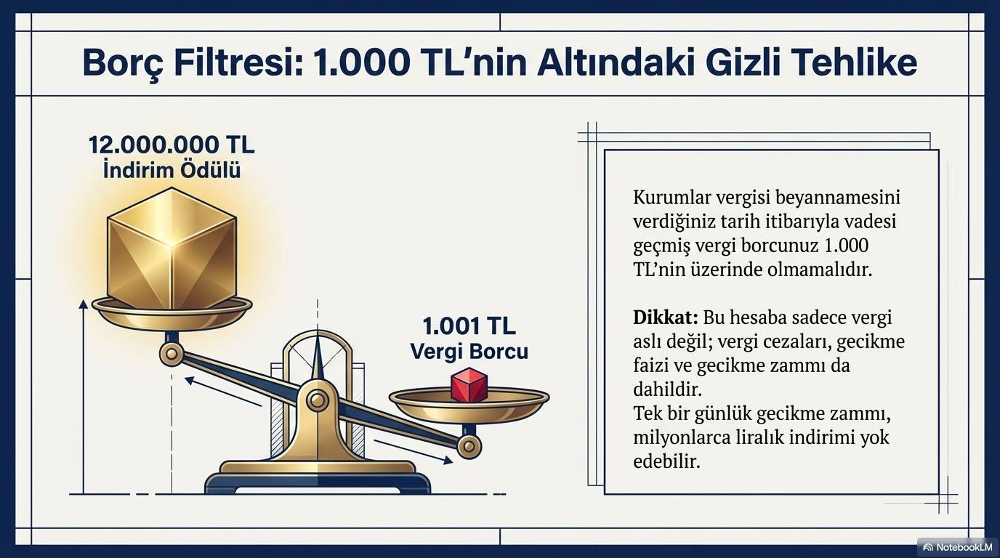 Borç Filtresi: 1.000 TL’nin Altındaki Gizli Tehlike
12.000.000 TL
İndirim Ödülü
1.001 TL
Vergi Borcu
Kurumlar vergisi beyannamesini
verdiğiniz tarih itibarıyla vadesi
geçmiş vergi borcunuz 1.000
TL’nin üzerinde olmamalıdır.
Dikkat: Bu hesaba sadece vergi
aslı değil; vergi cezaları, gecikme
faizi ve gecikme zammı da
dahildir.
Tek bir günlük gecikme zammı,
milyonlarca liralık indirimi yok
edebilir.
NotebookLM